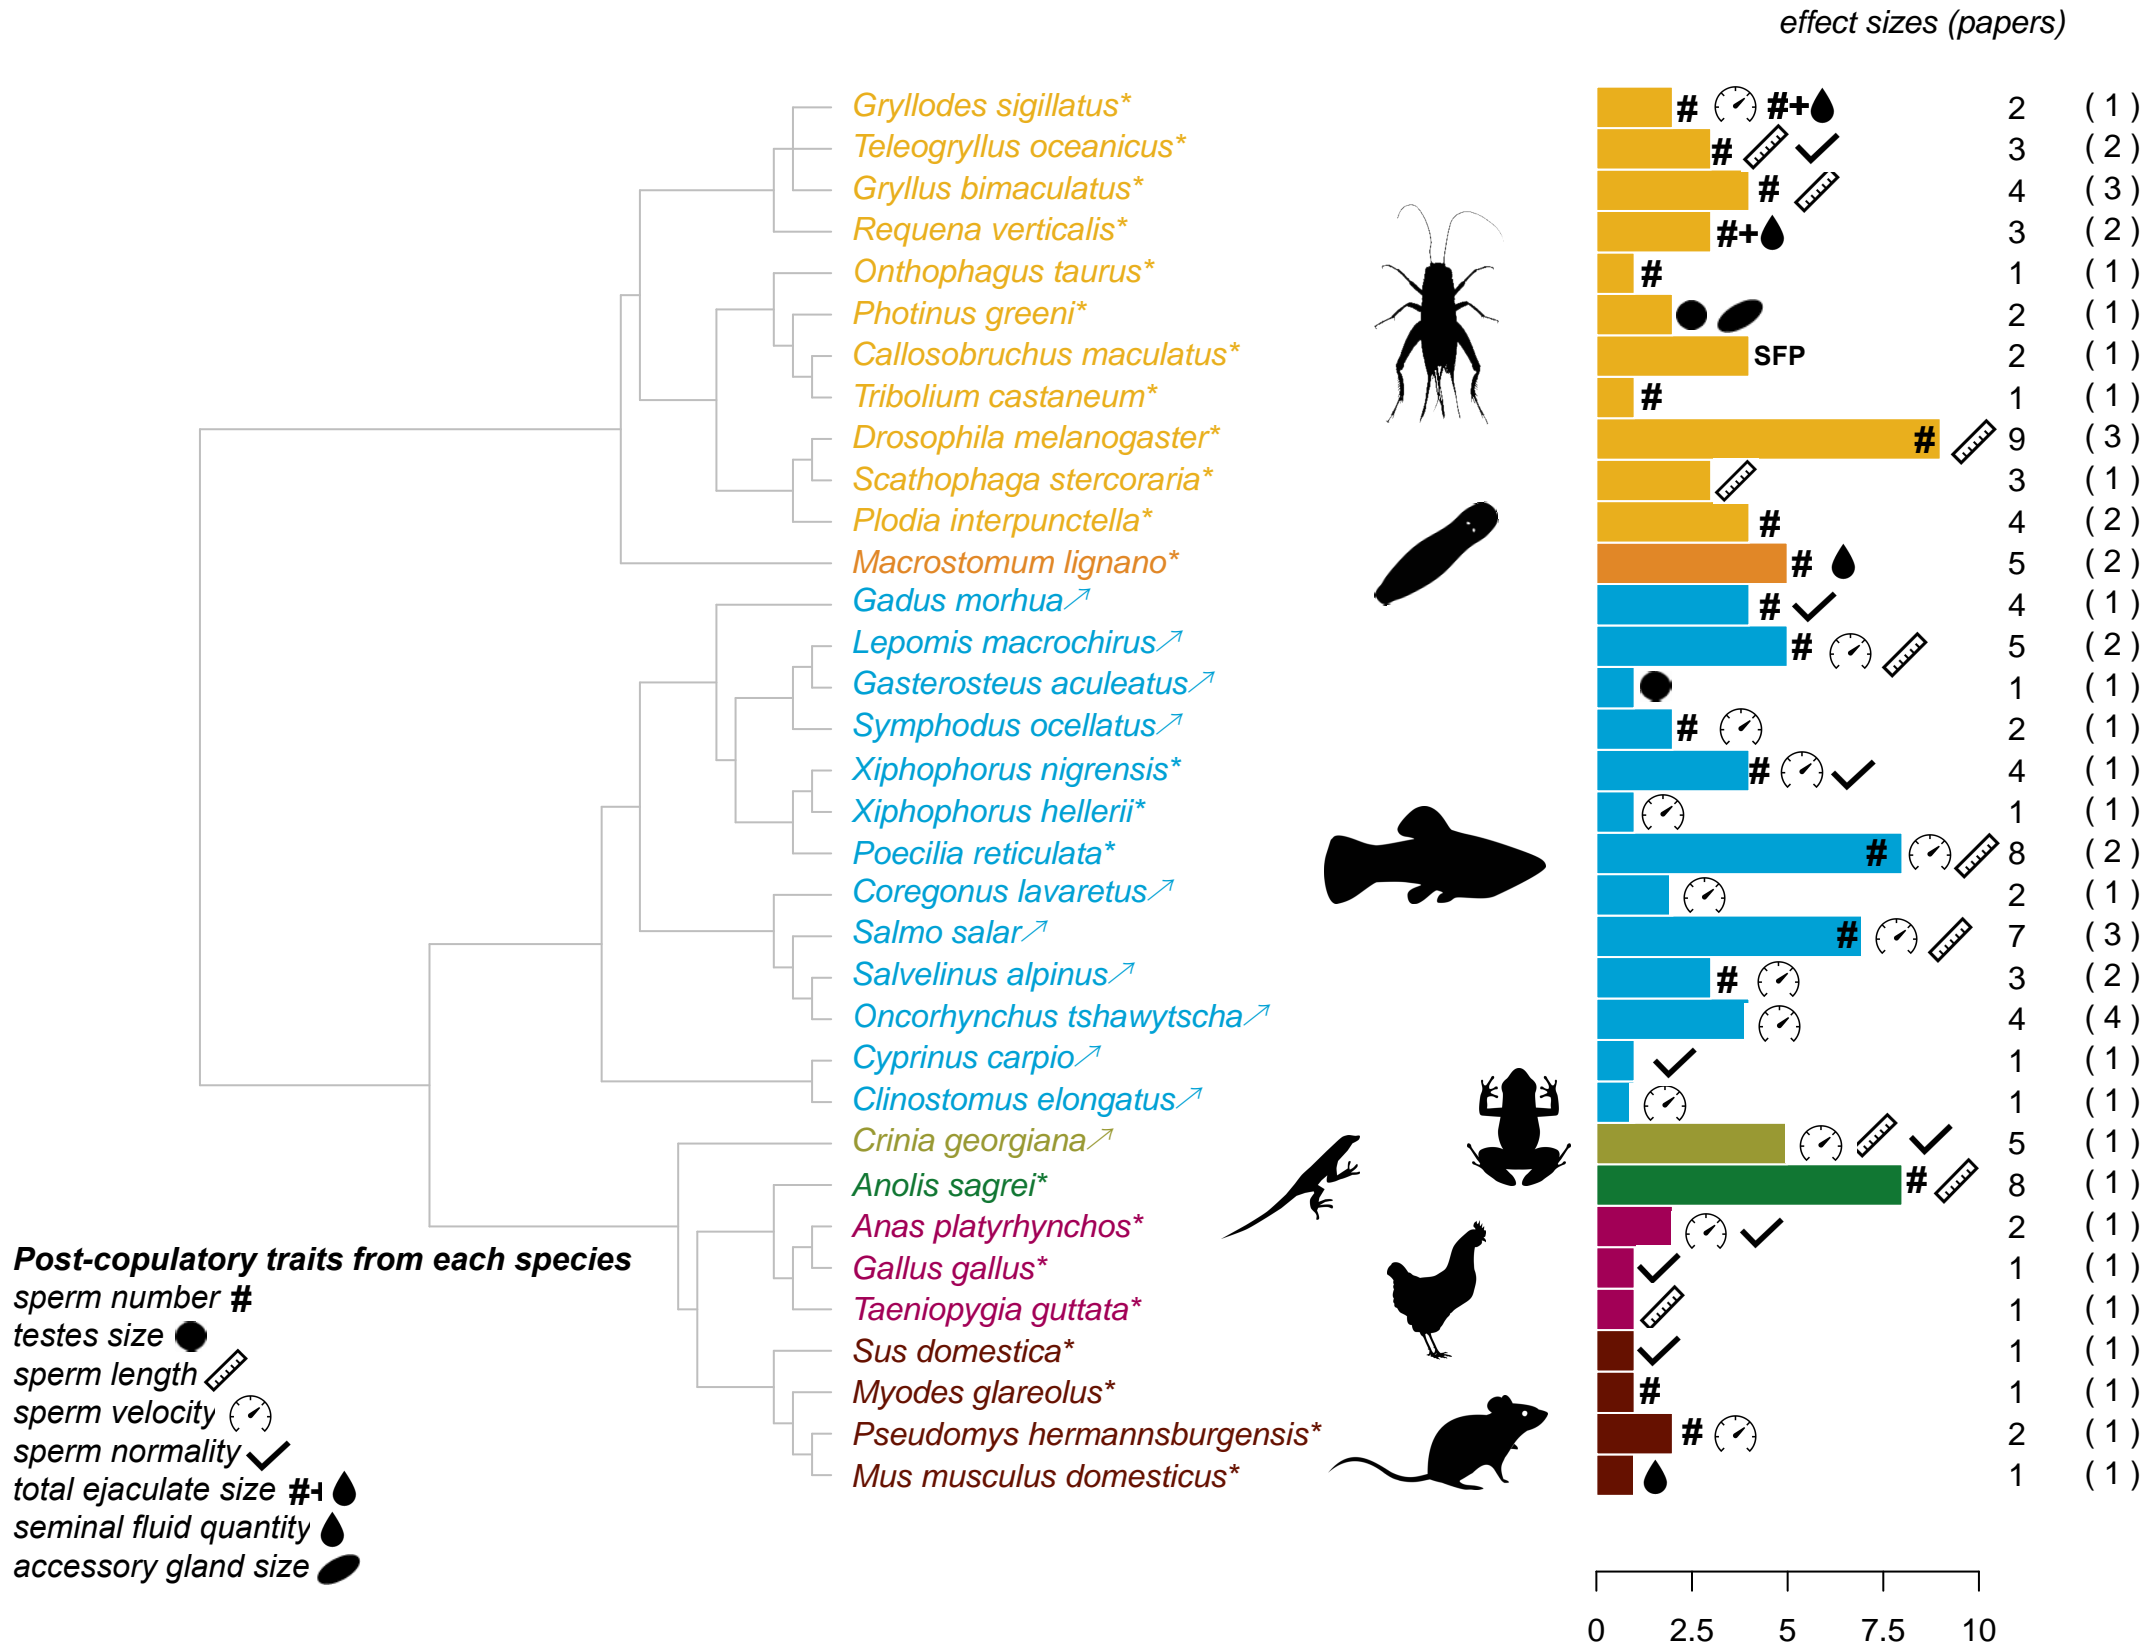 effect sizes (papers)
Gryllodes sigillatus* # #+ 2 ( 1 )
Teleogryllus oceanicus* # 3 ( 2 )
Gryllus bimaculatus* # 4 ( 3 )
Requena verticalis* #+ 3 ( 2 )
Onthophagus taurus* # 1 ( 1 )
Photinus greeni* 2 ( 1 )
Callosobruchus maculatus* SFP 2 ( 1 )
Tribolium castaneum* # 1 ( 1 )
Drosophila melanogaster* # 9 ( 3 )
Scathophaga stercoraria* 3 ( 1 )
Plodia interpunctella* # 4 ( 2 )
Macrostomum lignano* # 5 ( 2 )
Gadus morhua↗ # 4 ( 1 )
Lepomis macrochirus↗ # 5 ( 2 )
Gasterosteus aculeatus↗ 1 ( 1 )
Symphodus ocellatus↗ # 2 ( 1 )
Xiphophorus nigrensis* # 4 ( 1 )
Xiphophorus hellerii* 1 ( 1 )
Poecilia reticulata* # 8 ( 2 )
Coregonus lavaretus↗ 2 ( 1 )
Salmo salar↗ # 7 ( 3 )
Salvelinus alpinus↗ # 3 ( 2 )
Oncorhynchus tshawytscha↗ 4 ( 4 )
Cyprinus carpio↗ 1 ( 1 )
Clinostomus elongatus↗ 1 ( 1 )
Crinia georgiana↗ 5 ( 1 )
Anolis sagrei* # 8 ( 1 )
Anas platyrhynchos* 2 ( 1 )
Gallus gallus* 1 ( 1 )
Taeniopygia guttata* 1 ( 1 )
Sus domestica* 1 ( 1 )
Myodes glareolus* # 1 ( 1 )
Pseudomys hermannsburgensis* # 2 ( 1 )
Mus musculus domesticus* 1 ( 1 )
Post-copulatory traits from each species
sperm number #
testes size
sperm length
sperm velocity
sperm normality
total ejaculate size #+
seminal fluid quantity
accessory gland size
0 2.5 5 7.5 10